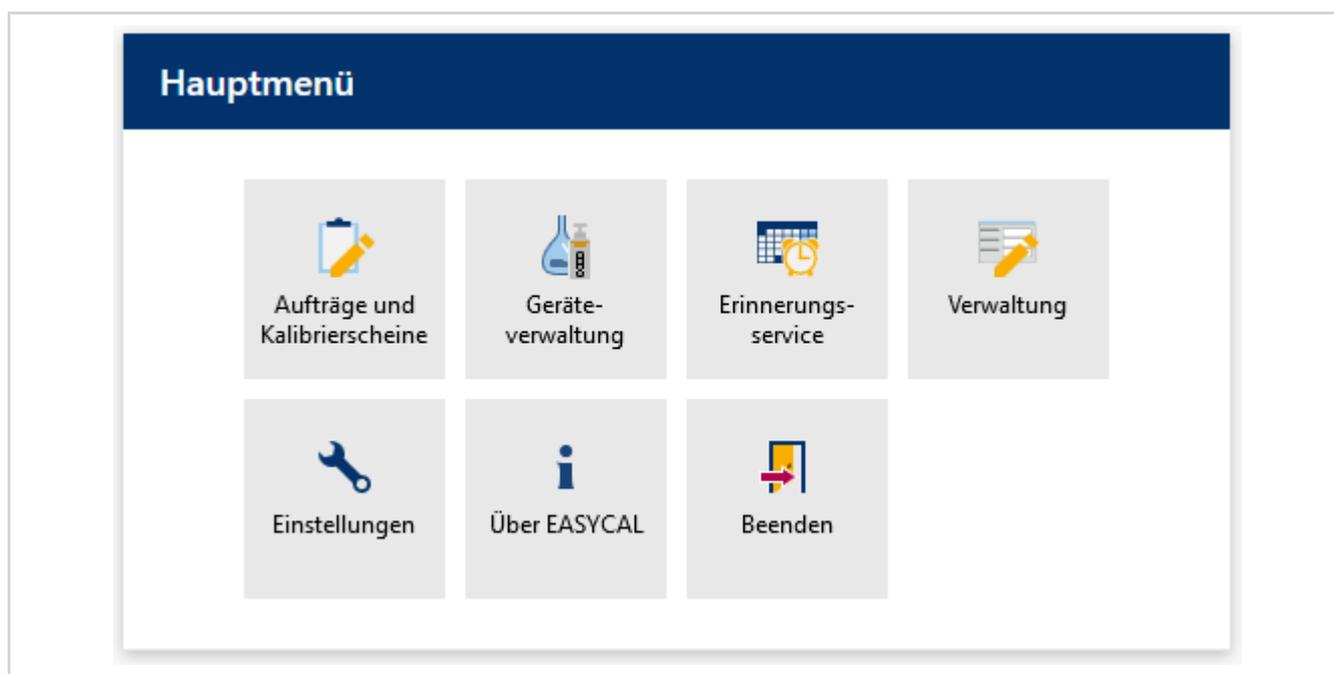 Hauptmenü
Aufträge und
Kalibrierscheine
Geräte-
verwaltung
Erinnerungs-
service
Verwaltung
Einstellungen
Über EASYCAL
Beenden